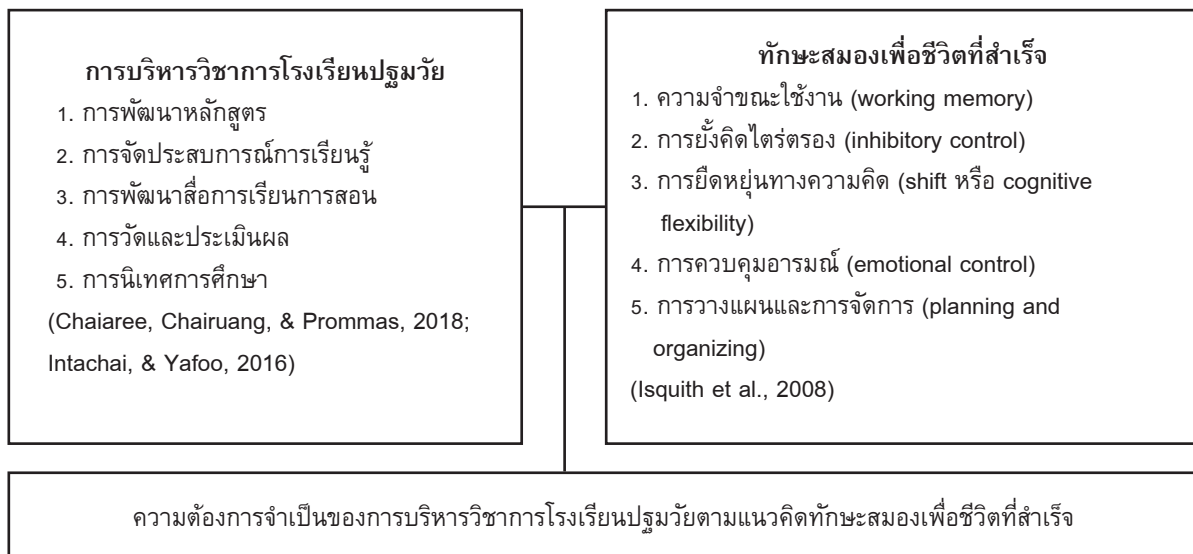 การบริหารวิชาการโรงเรียนปฐมวัย
1. การพัฒนาหลักสูตร
2. การจัดประสบการณ์การเรียนรู้
3. การพัฒนาสื่อการเรียนการสอน
4. การวัดและประเมินผล
5. การนิเทศการศึกษา
(Chaiaree, Chairuang, & Prommas, 2018;
Intachai, & Yafoo, 2016)
ทักษะสมองเพื่อชีวิตที่สำเร็จ
1. ความจำขณะใช้งาน (working memory)
2. การยั้งคิดไตร่ตรอง (inhibitory control)
3. การยืดหยุ่นทางความคิด (shift หรือ cognitive
flexibility)
4. การควบคุมอารมณ์ (emotional control)
5. การวางแผนและการจัดการ (planning and
organizing)
(Isquith et al., 2008)
ความต้องการจำเป็นของการบริหารวิชาการโรงเรียนปฐมวัยตามแนวคิดทักษะสมองเพื่อชีวิตที่สำเร็จ